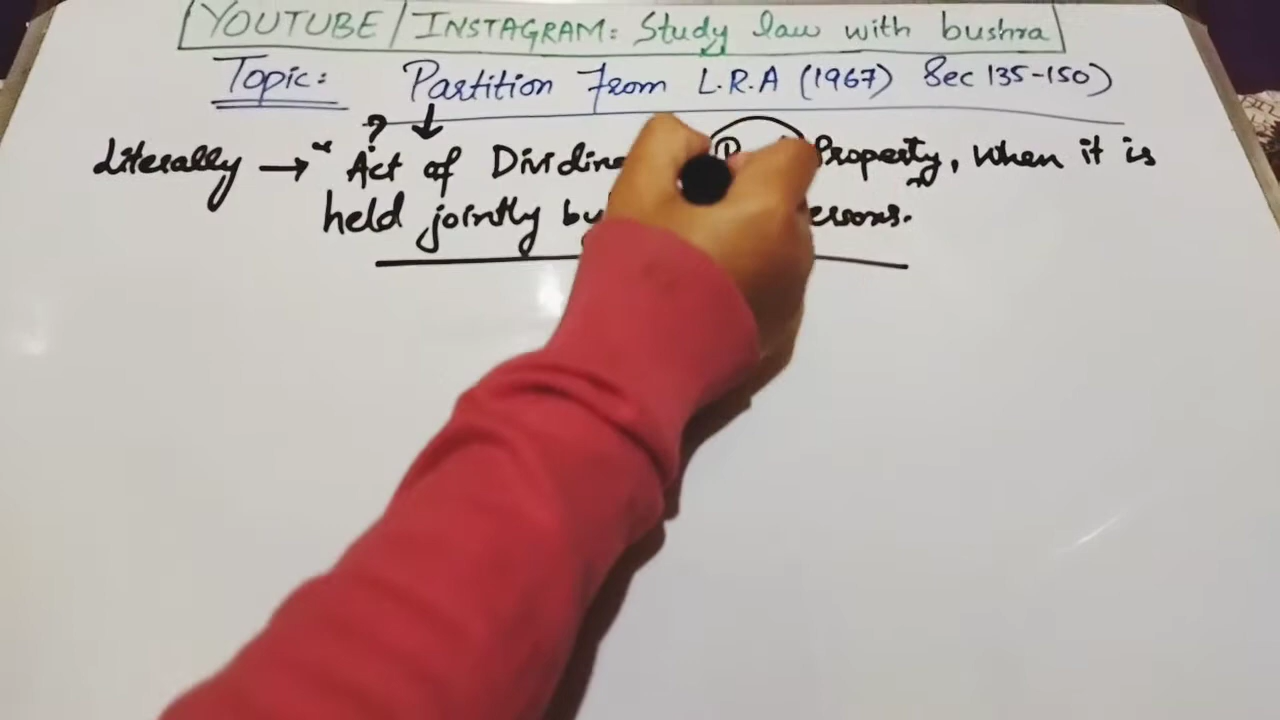 YOUTUBE / INSTAGRAM: Study law with bushra
Topic: Partition From L.R.A (1967) Sec 135-150)
?
Literally → " Act of Dividing Property, When it is
held jointly by